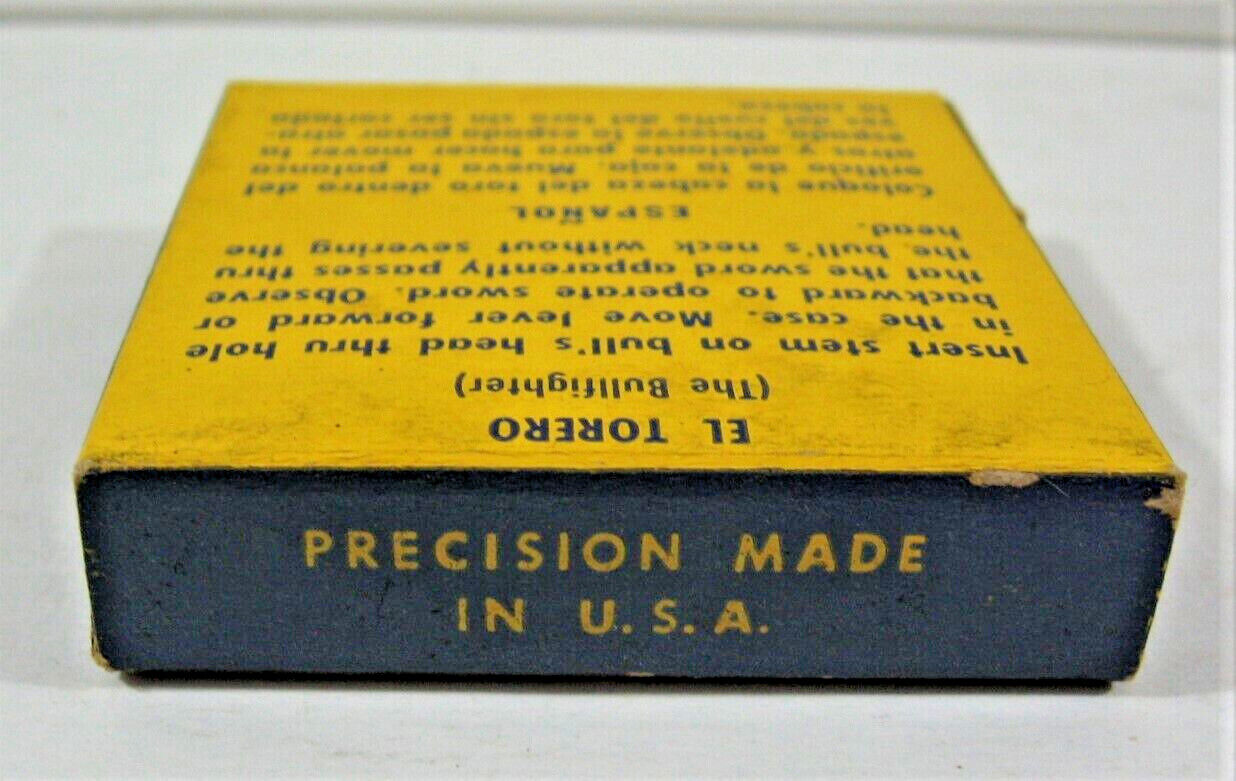 EL TORERO
(The Bullfighter)
Insert stem on bull's head thru hole
in the case. Move lever forward or
backward to operate sword. Observe
that the sword apparently passes thru
the bull's neck without severing the
head.
ESPAÑOL
Coloque la cabeza del toro dentro del
orificio de la caja. Mueva la palanca
atras y adelante para hacer mover la
espada. Observe la espada pasar atra-
ves del cuello del toro sin ser cortada
la cabeza.
PRECISION MADE
IN U.S.A.